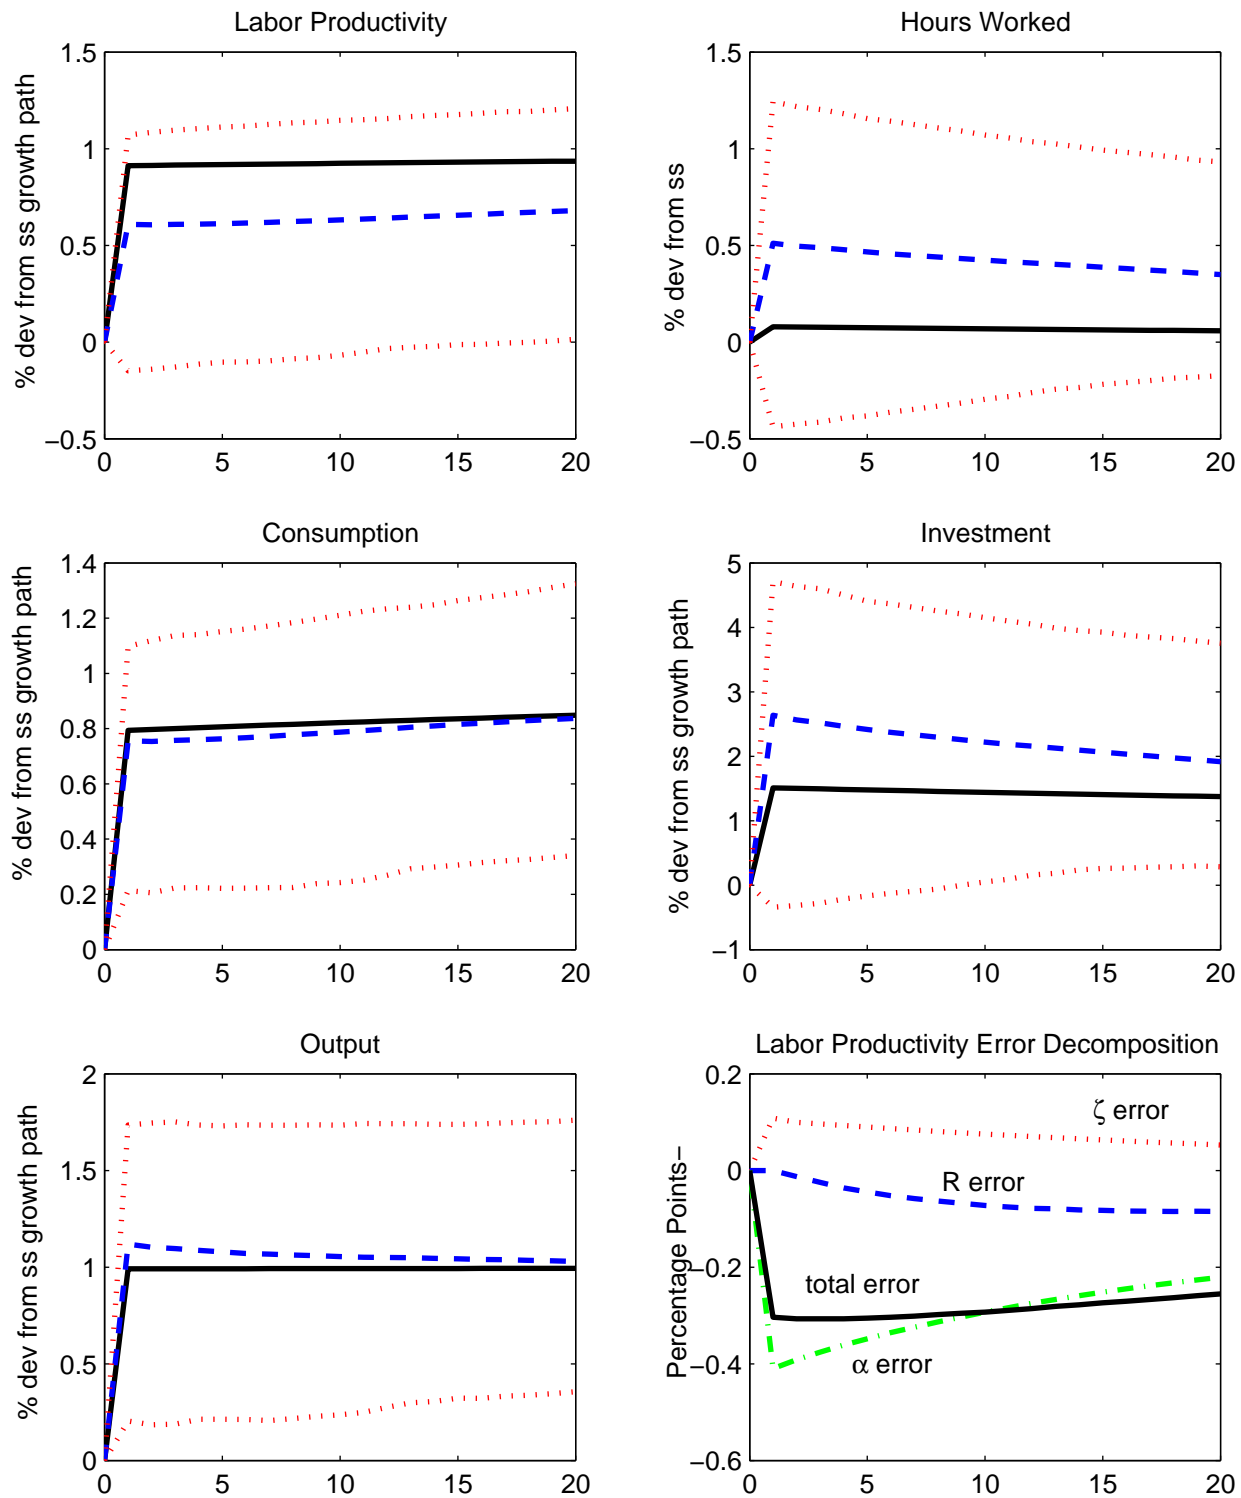 Labor Productivity
% dev from ss growth path
1.5
1
0.5
0
−0.5
0 5 10 15 20
Hours Worked
% dev from ss
1.5
1
0.5
0
−0.5
0 5 10 15 20
Consumption
% dev from ss growth path
1.4
1.2
1
0.8
0.6
0.4
0.2
0
0 5 10 15 20
Investment
% dev from ss growth path
5
4
3
2
1
0
−1
0 5 10 15 20
Output
% dev from ss growth path
2
1.5
1
0.5
0
0 5 10 15 20
Labor Productivity Error Decomposition
Percentage Points−
0.2
0
−0.2
−0.4
−0.6
ζ error
R error
total error
α error
0 5 10 15 20